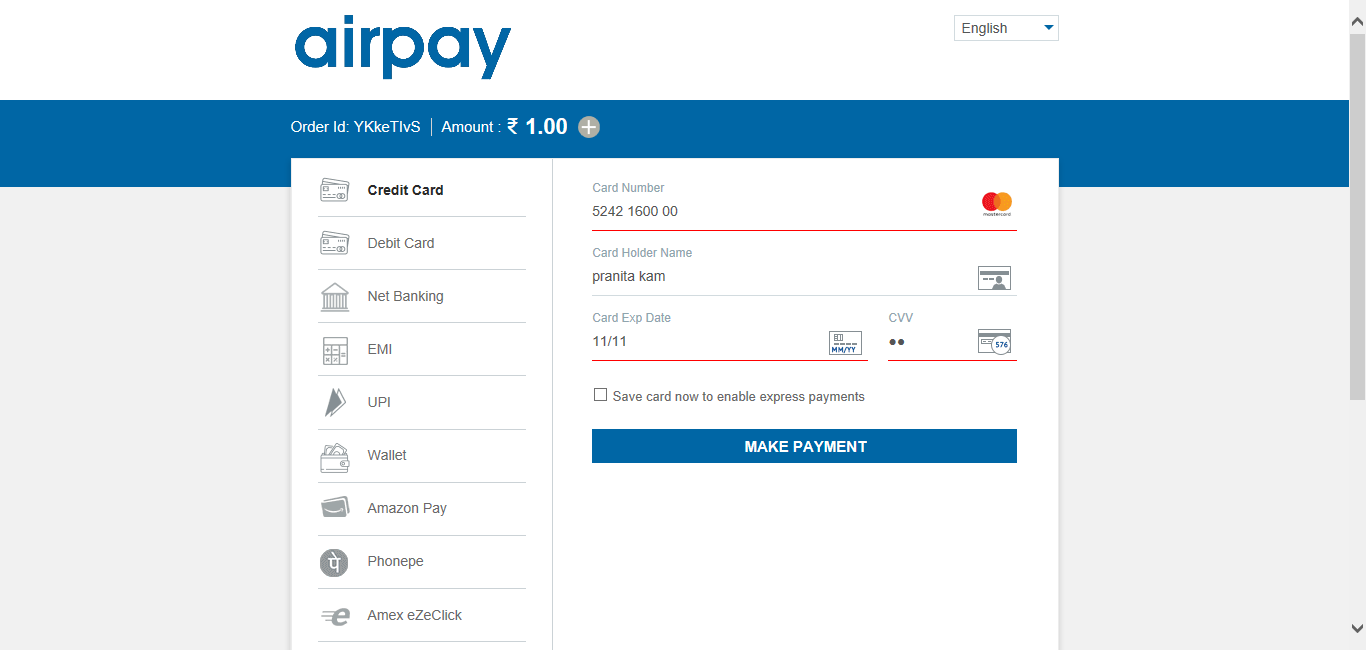 airpay
English
Order Id: YKkeTIvS
Amount : ₹ 1.00
Credit Card
Debit Card
Net Banking
EMI
UPI
Wallet
Amazon Pay
Phonepe
Amex eZeClick
Card Number
5242 1600 00
mastercard
Card Holder Name
pranita kam
Card Exp Date
11/11
MM/YY
CVV
••
576
Save card now to enable express payments
MAKE PAYMENT